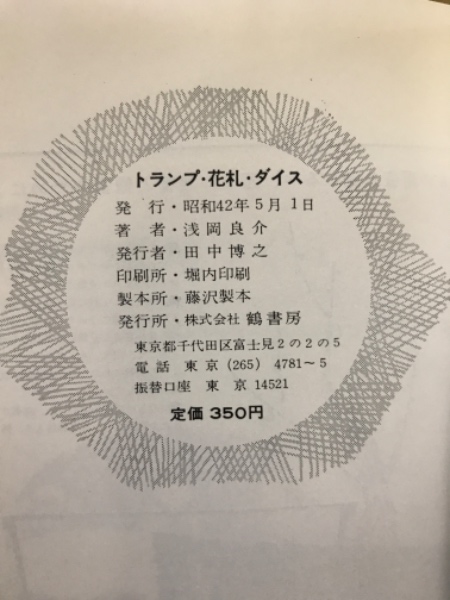 トランプ・花札・ダイス
発 行・昭和42年5月1日
著 者・浅岡良介
発行者・田中博之
印刷所・堀内印刷
製本所・藤沢製本
発行所・株式会社 鶴書房
東京都千代田区富士見2の2の5
電話 東京(265) 4781~5
振替口座 東京 14521
定価 350円